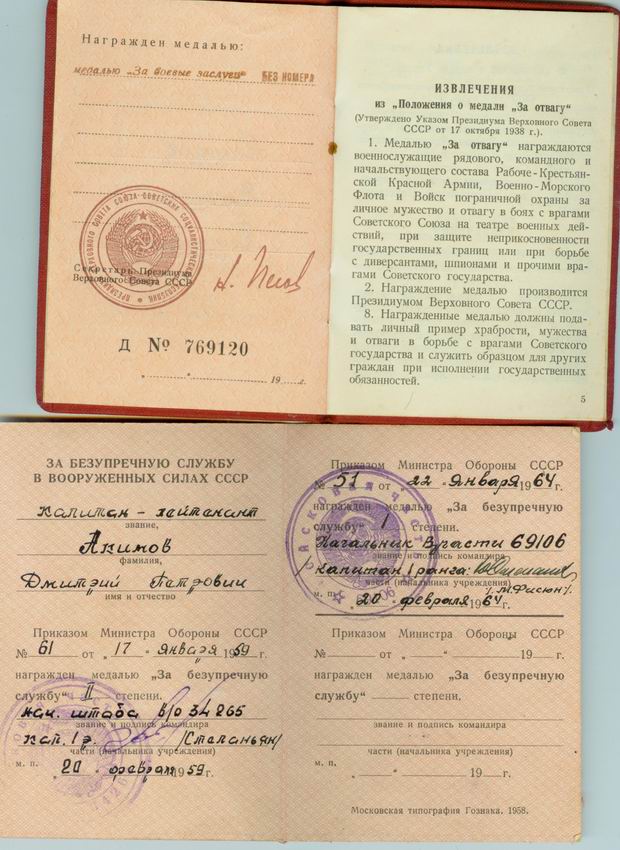 Награжден медалью:
медалью „За боевые заслуги" БЕЗ НОМЕРА
Секретарь Президиума
Верховного Совета СССР
Д № 769120
„ " 19 г.
ИЗВЛЕЧЕНИЯ
из „Положения о медали „За отвагу"
(Утверждено Указом Президиума Верховного Совета
СССР от 17 октября 1938 г.).
1. Медалью „За отвагу" награждаются
военнослужащие рядового, командного и
начальствующего состава Рабоче-Крестьян-
ской Красной Армии, Военно-Морского
Флота и Войск пограничной охраны за
личное мужество и отвагу в боях с врагами
Советского Союза на театре военных дей-
ствий, при защите неприкосновенности
государственных границ или при борьбе
с диверсантами, шпионами и прочими вра-
гами Советского государства.
2. Награждение медалью производится
Президиумом Верховного Совета СССР.
8. Награжденные медалью должны пода-
вать личный пример храбрости, мужества
и отваги в борьбе с врагами Советского
государства и служить образцом для других
граждан при исполнении государственных
обязанностей.
5
ЗА БЕЗУПРЕЧНУЮ СЛУЖБУ
В ВООРУЖЕННЫХ СИЛАХ СССР
капитан-лейтенант
звание,
Акимов
фамилия,
Дмитрий Петрович
имя и отчество
Приказом Министра Обороны СССР
№ 61 от „17" января 1959 г.
награжден медалью „За безупречную
службу" II степени.
нач. штаба в/ч 34265
звание и подпись командира
кап. 1 р. /Степаньян/
части (начальника учреждения)
м. п. „20" февраля 1959 г.
Приказом Министра Обороны СССР
№ 51 от 22 января 1964 г.
награжден медалью „За безупречную
службу" I степени.
Начальник в/части 69106
звание и подпись командира
капитан 1 ранга:
части (начальника учреждения) /М.Фисюн/.
м. п. „20" февраля 1964 г.
Приказом Министра Обороны СССР
№ от „ " 19 г.
награжден медалью „За безупречную
службу" степени.
звание и подпись командира
части (начальника учреждения)
м. п. „ " 19 г.
Московская типография Гознака. 1958.